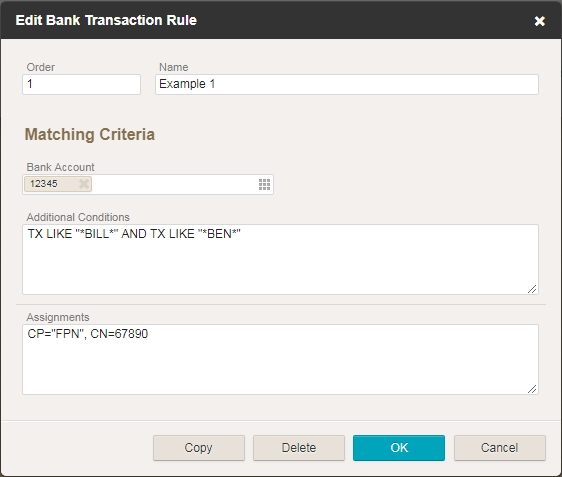 Edit Bank Transaction Rule
Order Name
1 Example 1
Matching Criteria
Bank Account
12345
Additional Conditions
TX LIKE "*BILL*" AND TX LIKE "*BEN*"
Assignments
CP="FPN", CN=67890
Copy Delete OK Cancel